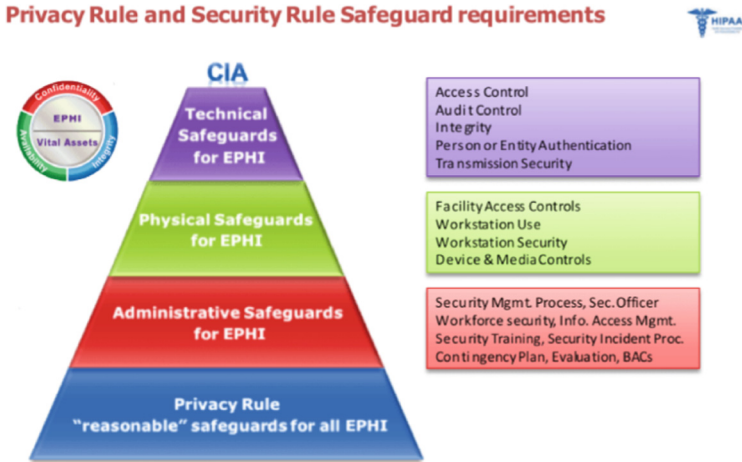 Privacy Rule and Security Rule Safeguard requirements
HIPAA
CIA
Confidentiality
EPHI
Vital Assets
Availability
Integrity
Technical
Safeguards
for EPHI
Access Control
Audit Control
Integrity
Person or Entity Authentication
Transmission Security
Physical Safeguards
for EPHI
Facility Access Controls
Workstation Use
Workstation Security
Device & Media Controls
Administrative Safeguards
for EPHI
Security Mgmt. Process, Sec. Officer
Workforce security, Info. Access Mgmt.
Security Training, Security Incident Proc.
Contingency Plan, Evaluation, BACs
Privacy Rule
“reasonable” safeguards for all EPHI